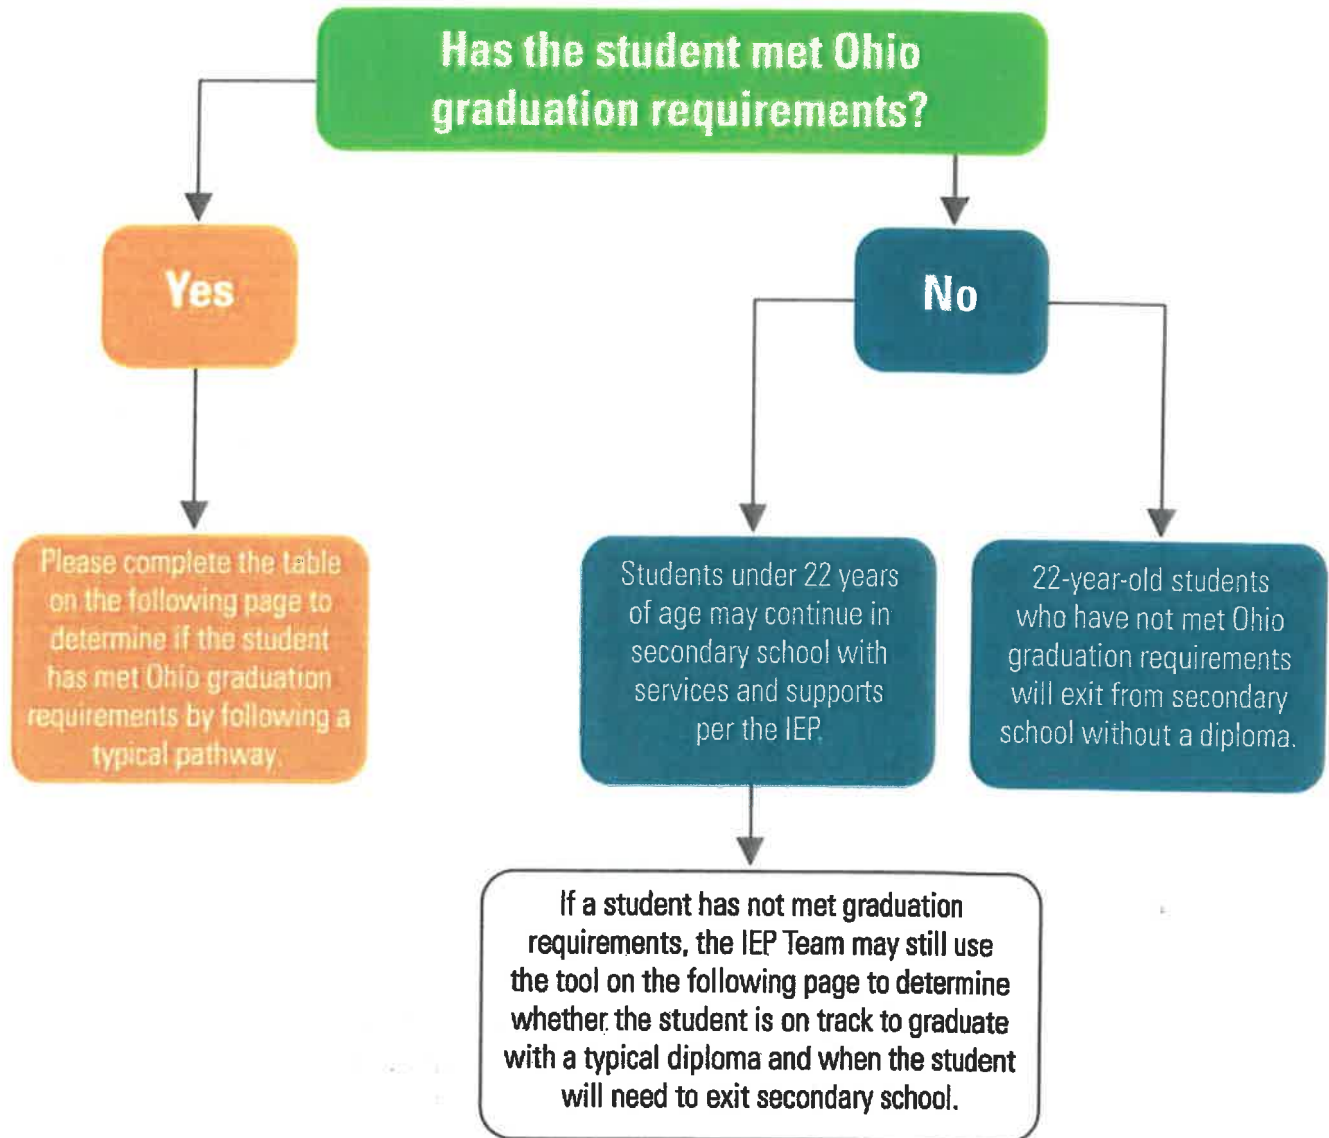 Has the student met Ohio
graduation requirements?
Yes
No
Please complete the table
on the following page to
determine if the student
has met Ohio graduation
requirements by following a
typical pathway.
Students under 22 years
of age may continue in
secondary school with
services and supports
per the IEP.
22-year-old students
who have not met Ohio
graduation requirements
will exit from secondary
school without a diploma.
If a student has not met graduation
requirements, the IEP Team may still use
the tool on the following page to determine
whether the student is on track to graduate
with a typical diploma and when the student
will need to exit secondary school.